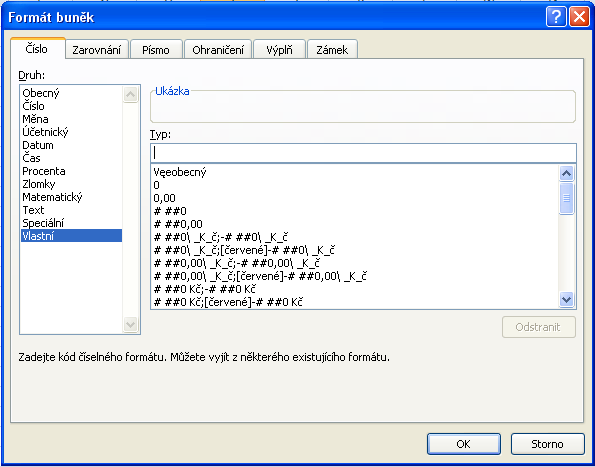 Formát buněk
Číslo Zarovnání Písmo Ohraničení Výplň Zámek
Druh:
Obecný
Číslo
Měna
Účetnický
Datum
Čas
Procenta
Zlomky
Matematický
Text
Speciální
Vlastní
Ukázka
Typ:
Vęeobecný
0
0,00
# ##0
# ##0,00
# ##0\ _K_č;-# ##0\ _K_č
# ##0\ _K_č;[červené]-# ##0\ _K_č
# ##0,00\ _K_č;-# ##0,00\ _K_č
# ##0,00\ _K_č;[červené]-# ##0,00\ _K_č
# ##0 Kč;-# ##0 Kč
# ##0 Kč;[červené]-# ##0 Kč
Odstranit
Zadejte kód číselného formátu. Můžete vyjít z některého existujícího formátu.
OK Storno